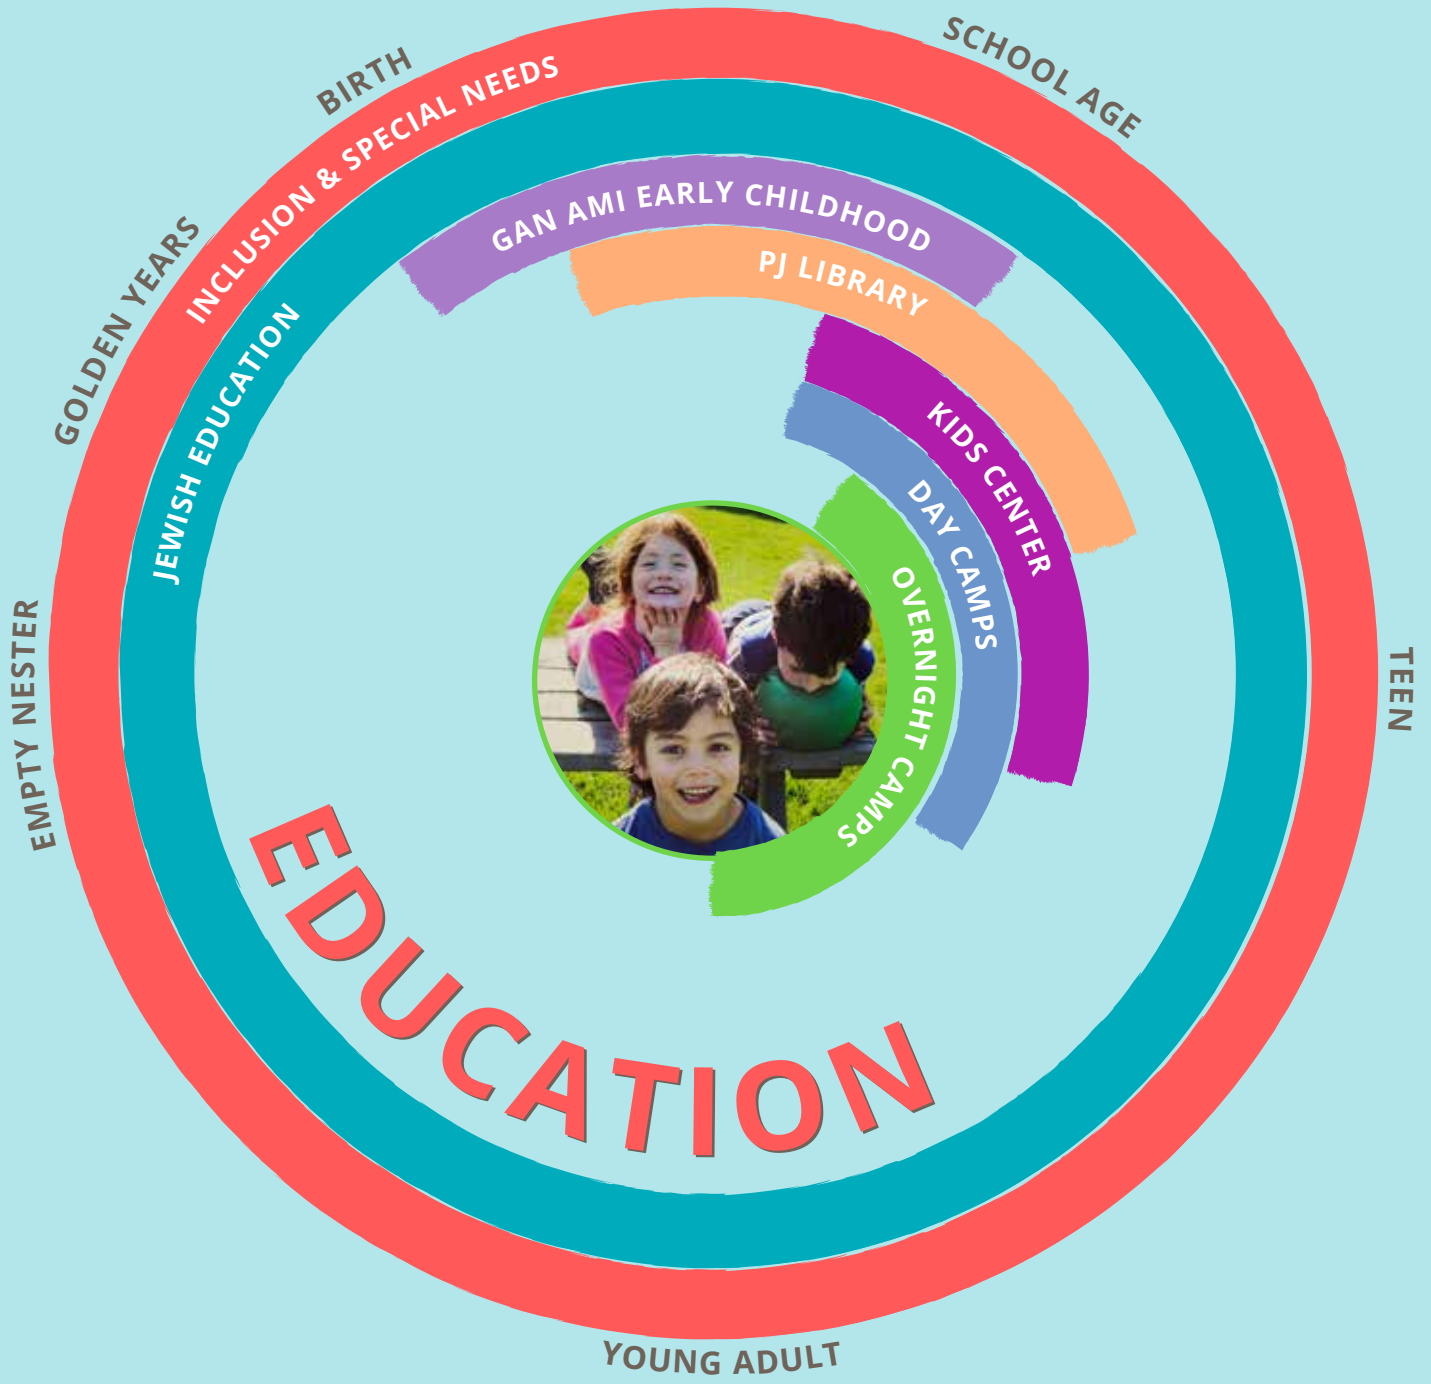 BIRTH
SCHOOL AGE
TEEN
YOUNG ADULT
EMPTY NESTER
GOLDEN YEARS
INCLUSION & SPECIAL NEEDS
JEWISH EDUCATION
GAN AMI EARLY CHILDHOOD
PJ LIBRARY
KIDS CENTER
DAY CAMPS
OVERNIGHT CAMPS
EDUCATION